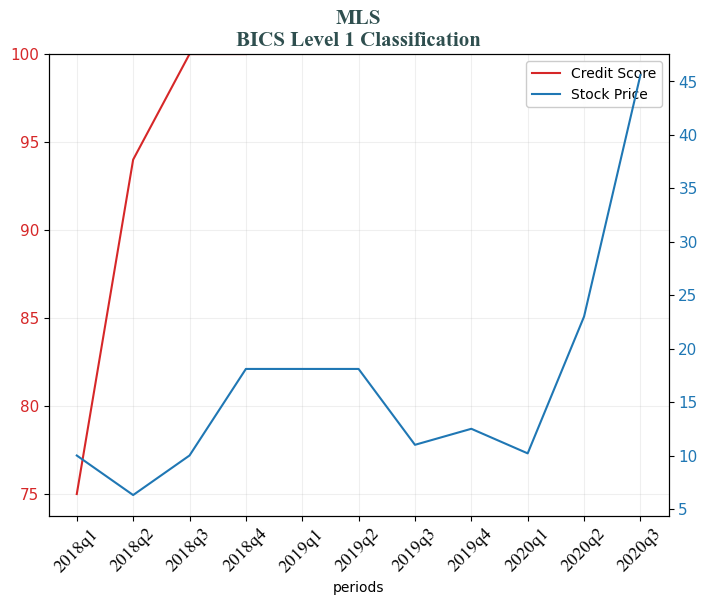 MLS
BICS Level 1 Classification
Credit Score
Stock Price
100
95
90
85
80
75
45
40
35
30
25
20
15
10
5
2018q1
2018q2
2018q3
2018q4
2019q1
2019q2
2019q3
2019q4
2020q1
2020q2
2020q3
periods